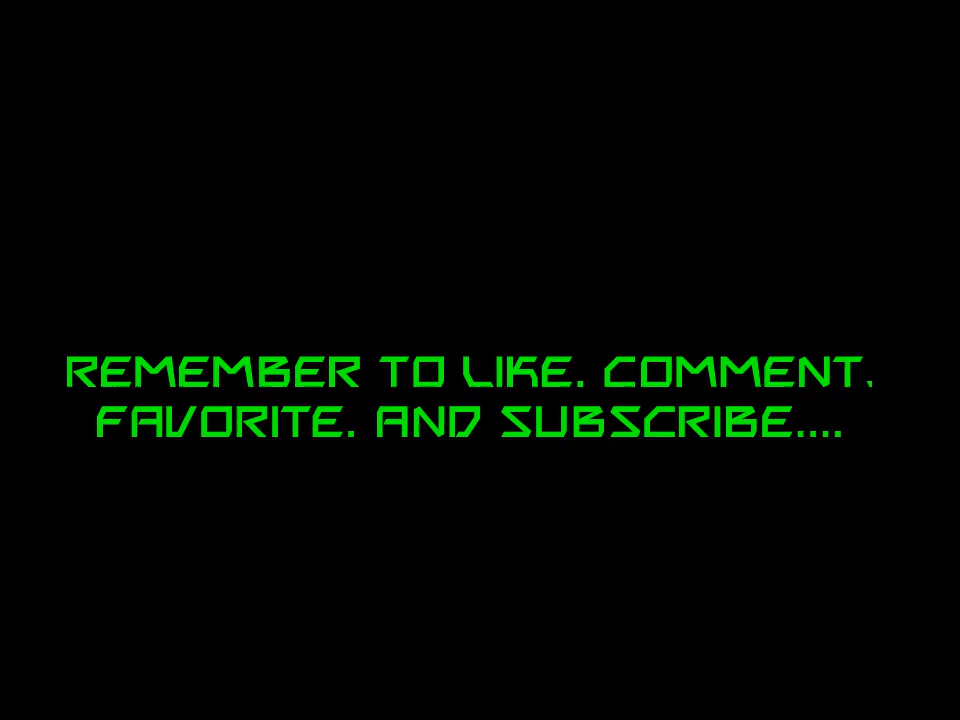 REMEMBER TO LIKE, COMMENT,
FAVORITE, AND SUBSCRIBE....